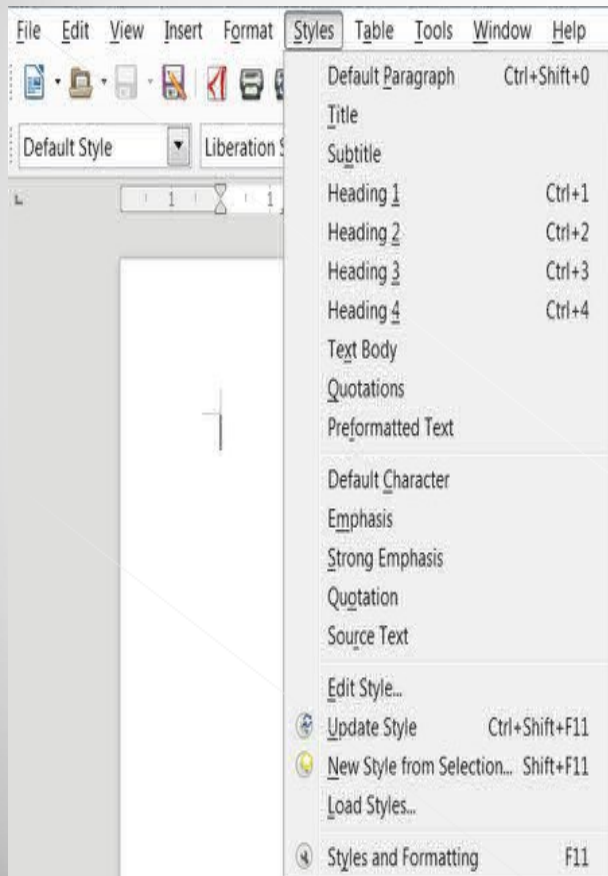 File Edit View Insert Format Styles Table Tools Window Help
Default Style Liberation S
1 1
Default Paragraph Ctrl+Shift+0
Title
Subtitle
Heading 1 Ctrl+1
Heading 2 Ctrl+2
Heading 3 Ctrl+3
Heading 4 Ctrl+4
Text Body
Quotations
Preformatted Text
Default Character
Emphasis
Strong Emphasis
Quotation
Source Text
Edit Style...
Update Style Ctrl+Shift+F11
New Style from Selection... Shift+F11
Load Styles...
Styles and Formatting F11